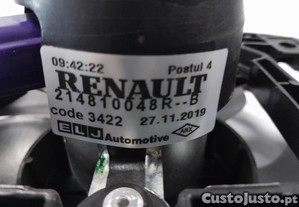 09:42:22 Postul 4
RENAULT
214810048R--B
code 3422 27.11.2019
ELJ Automotive
CustoJusto.pt